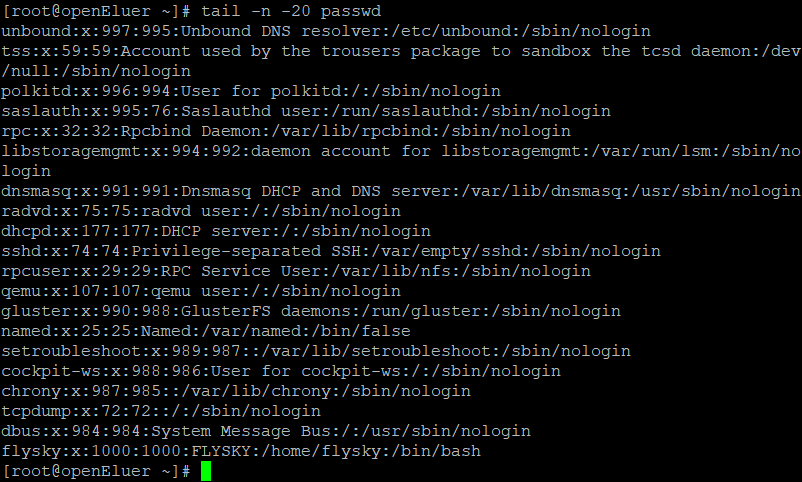 [root@openEluer ~]# tail -n -20 passwd
unbound:x:997:995:Unbound DNS resolver:/etc/unbound:/sbin/nologin
tss:x:59:59:Account used by the trousers package to sandbox the tcsd daemon:/dev
/null:/sbin/nologin
polkitd:x:996:994:User for polkitd:/:/sbin/nologin
saslauth:x:995:76:Saslauthd user:/run/saslauthd:/sbin/nologin
rpc:x:32:32:Rpcbind Daemon:/var/lib/rpcbind:/sbin/nologin
libstoragemgmt:x:994:992:daemon account for libstoragemgmt:/var/run/lsm:/sbin/no
login
dnsmasq:x:991:991:Dnsmasq DHCP and DNS server:/var/lib/dnsmasq:/usr/sbin/nologin
radvd:x:75:75:radvd user:/:/sbin/nologin
dhcpd:x:177:177:DHCP server:/:/sbin/nologin
sshd:x:74:74:Privilege-separated SSH:/var/empty/sshd:/sbin/nologin
rpcuser:x:29:29:RPC Service User:/var/lib/nfs:/sbin/nologin
qemu:x:107:107:qemu user:/:/sbin/nologin
gluster:x:990:988:GlusterFS daemons:/run/gluster:/sbin/nologin
named:x:25:25:Named:/var/named:/bin/false
setroubleshoot:x:989:987::/var/lib/setroubleshoot:/sbin/nologin
cockpit-ws:x:988:986:User for cockpit-ws:/:/sbin/nologin
chrony:x:987:985::/var/lib/chrony:/sbin/nologin
tcpdump:x:72:72::/:/sbin/nologin
dbus:x:984:984:System Message Bus:/:/usr/sbin/nologin
flysky:x:1000:1000:FLYSKY:/home/flysky:/bin/bash
[root@openEluer ~]#